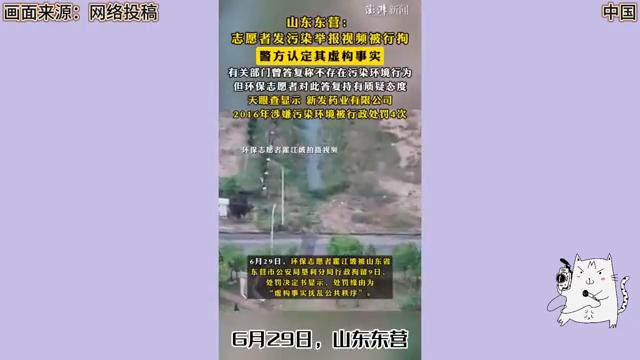 画面来源：网络投稿
中国
澎湃新闻
山东东营：
志愿者发污染举报视频被行拘
警方认定其虚构事实
有关部门曾答复称不存在污染环境行为
但环保志愿者对此答复持有质疑态度
天眼查显示 新发药业有限公司
2016年涉嫌污染环境被行政处罚4次
环保志愿者霍江波拍摄视频
6月29日，环保志愿者霍江波被山东省
东营市公安局垦利分局行政拘留9日，
处罚决定书显示，处罚缘由为
“虚构事实扰乱公共秩序”。
6月29日，山东东营